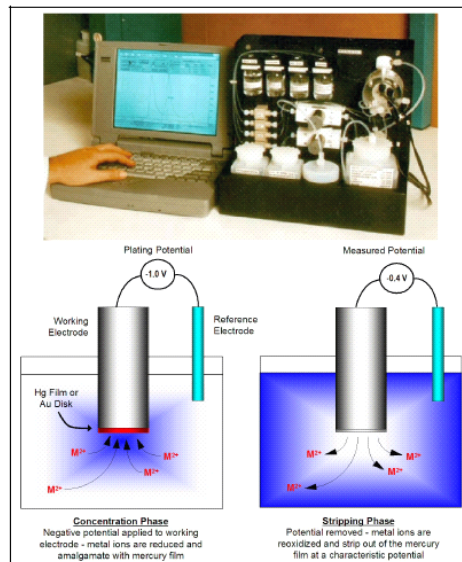 Plating Potential
Measured Potential
-1.0 V
-0.4 V
Working
Electrode
Reference
Electrode
Hg Film or
Au Disk
M²⁺
M²⁺
M²⁺
M²⁺
M²⁺
M²⁺
M²⁺
M²⁺
Concentration Phase
Negative potential applied to working
electrode - metal ions are reduced and
amalgamate with mercury film
Stripping Phase
Potential removed - metal ions are
reoxidized and strip out of the mercury
film at a characteristic potential